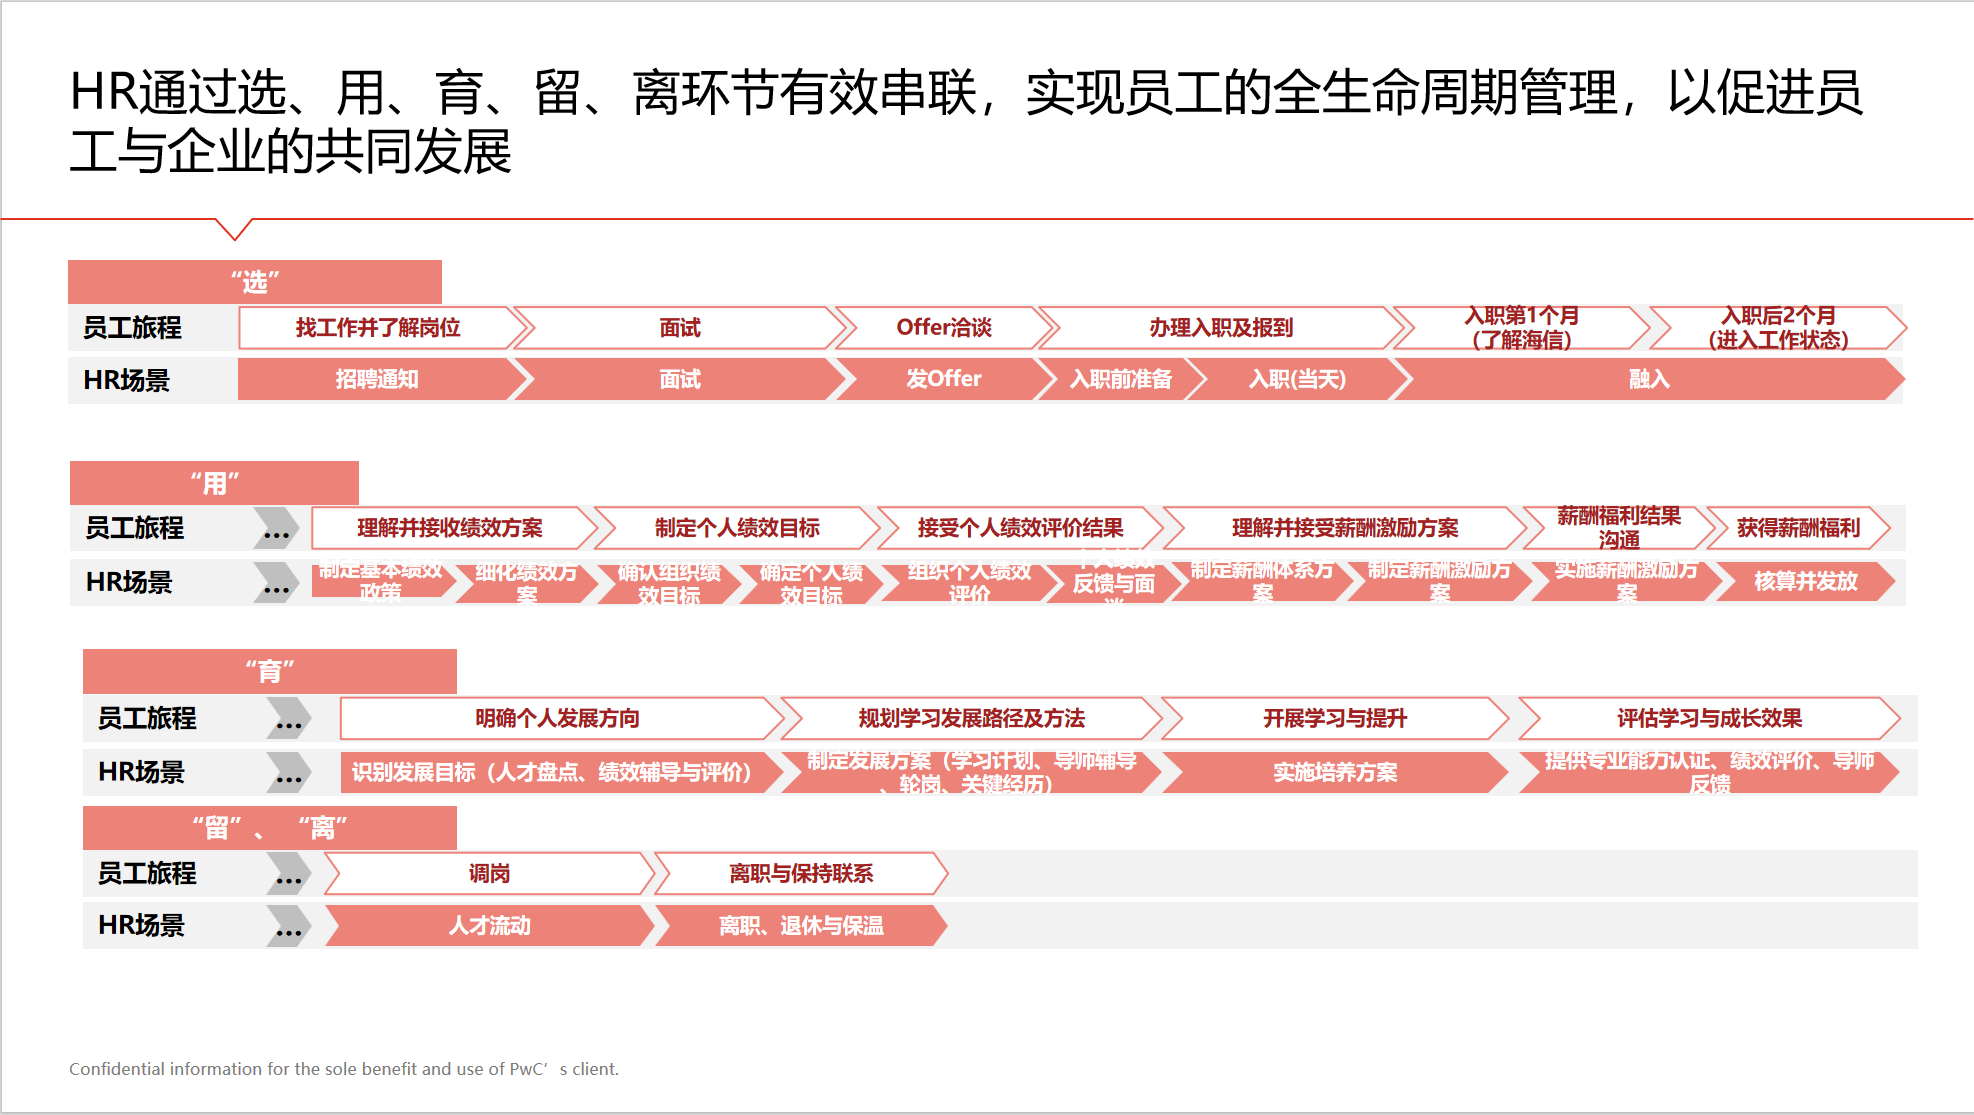 HR通过选、用、育、留、离环节有效串联，实现员工的全生命周期管理，以促进员
工与企业的共同发展
“选”
员工旅程
找工作并了解岗位
面试
Offer洽谈
办理入职及报到
入职第1个月
（了解海信）
入职后2个月
（进入工作状态）
HR场景
招聘通知
面试
发Offer
入职前准备
入职(当天)
融入
“用”
员工旅程
...
理解并接收绩效方案
制定个人绩效目标
接受个人绩效评价结果
理解并接受薪酬激励方案
薪酬福利结果
沟通
获得薪酬福利
HR场景
...
制定基本绩效
政策
细化绩效方
案
确认组织绩
效目标
确定个人绩
效目标
组织个人绩效
评价
个人绩效
反馈与面
谈
制定薪酬体系方
案
制定薪酬激励方
案
实施薪酬激励方
案
核算并发放
“育”
员工旅程
...
明确个人发展方向
规划学习发展路径及方法
开展学习与提升
评估学习与成长效果
HR场景
...
识别发展目标（人才盘点、绩效辅导与评价）
制定发展方案（学习计划、导师辅导
、轮岗、关键经历）
实施培养方案
提供专业能力认证、绩效评价、导师
反馈
“留”、 “离”
员工旅程
...
调岗
离职与保持联系
HR场景
...
人才流动
离职、退休与保温
Confidential information for the sole benefit and use of PwC’s client.